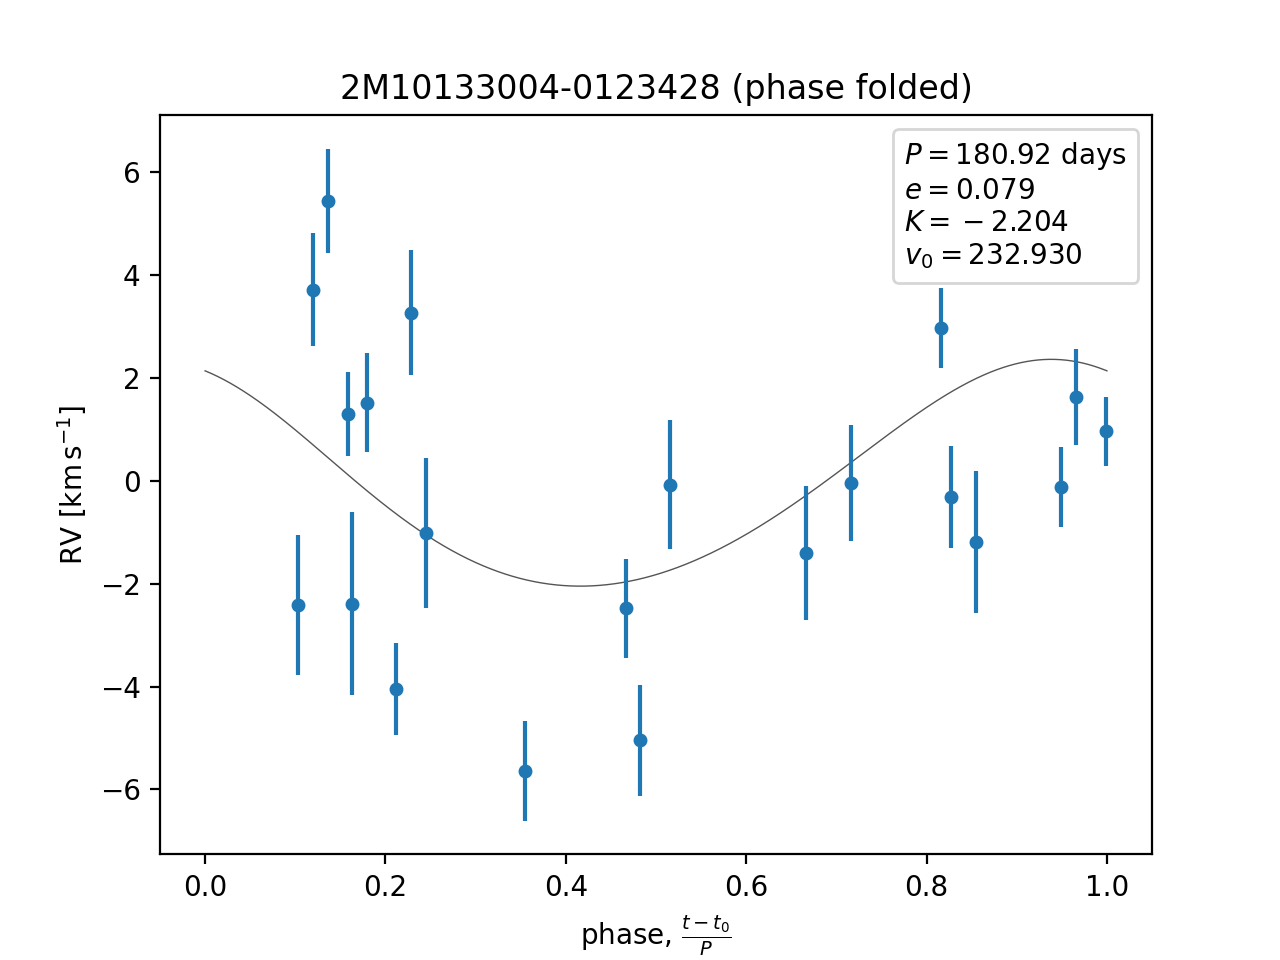 2M10133004-0123428 (phase folded)
P = 180.92 days
e = 0.079
K = −2.204
v₀ = 232.930
RV [km s⁻¹]
6
4
2
0
−2
−4
−6
0.0 0.2 0.4 0.6 0.8 1.0
phase, (t − t₀)/P